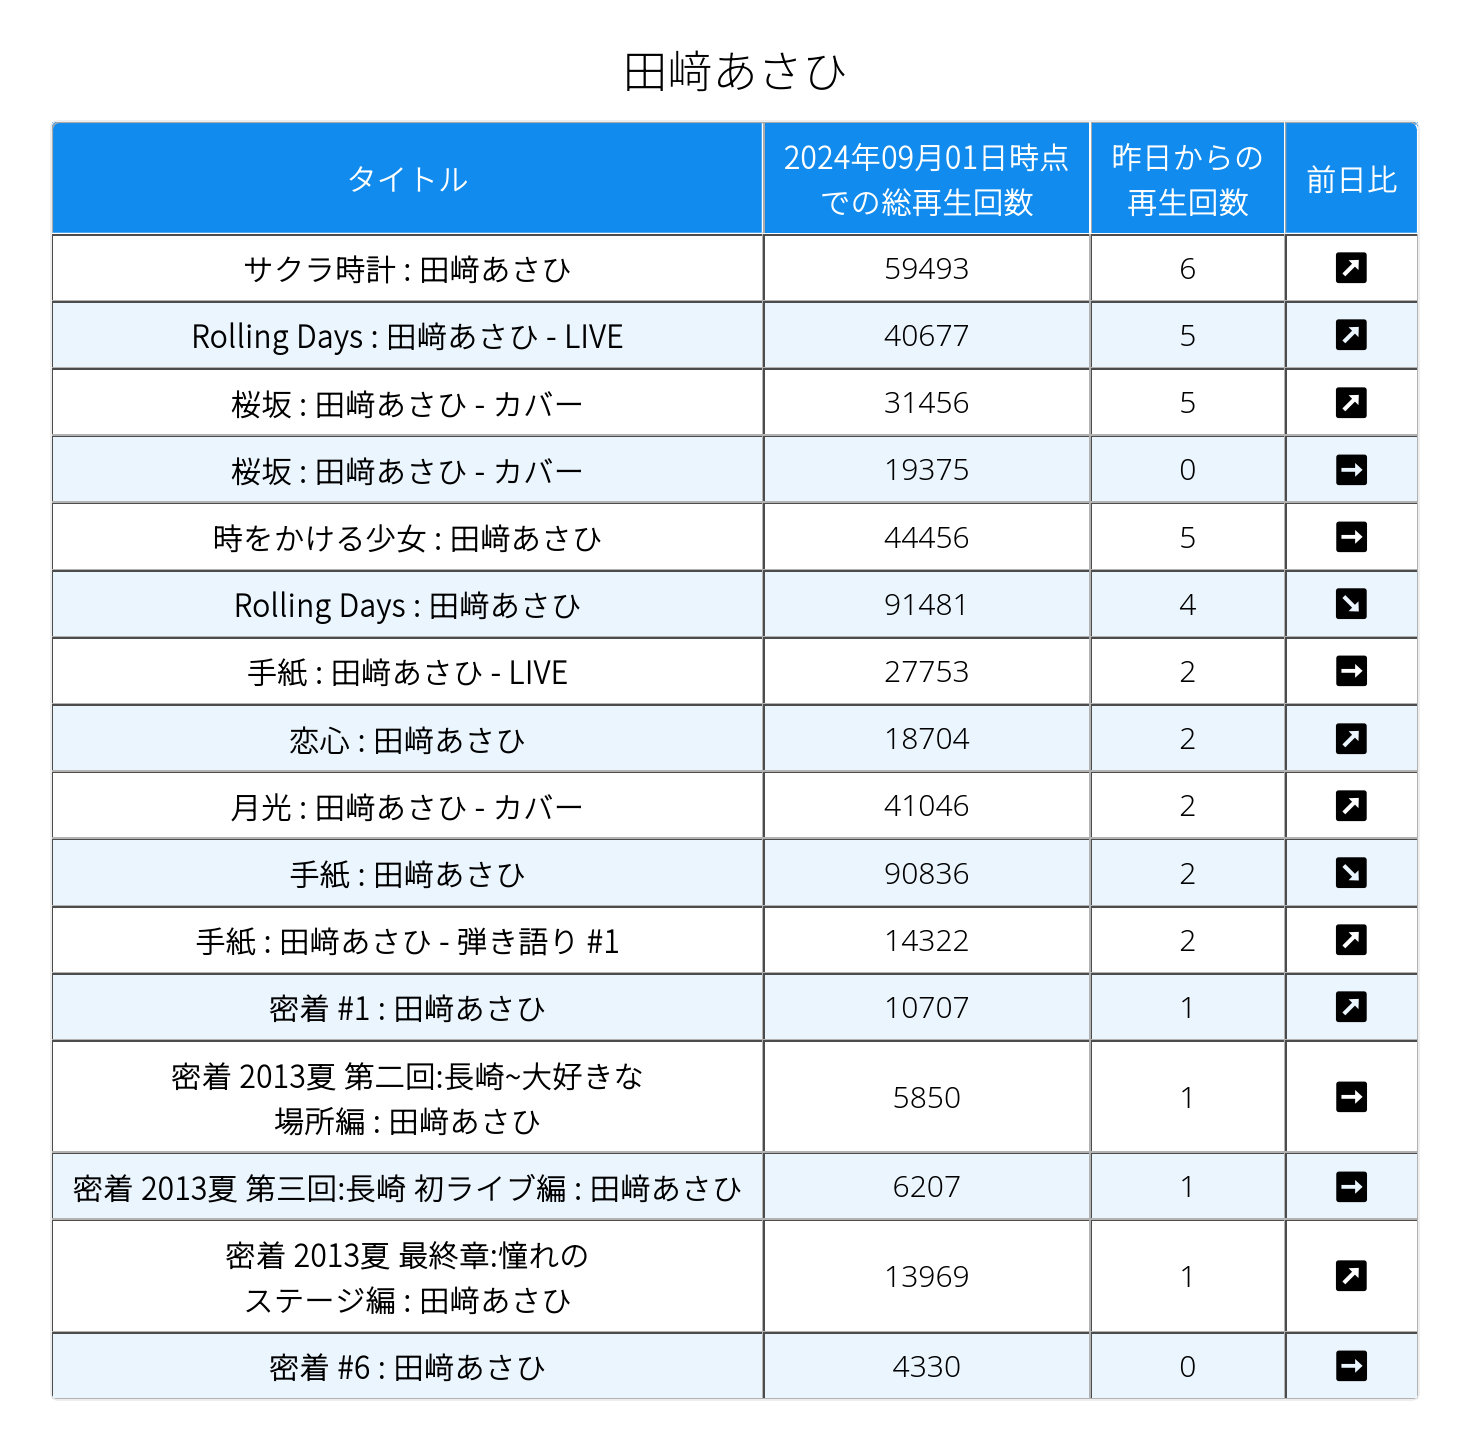 田﨑あさひ
タイトル
2024年09月01日時点
での総再生回数
昨日からの
再生回数
前日比
サクラ時計 : 田﨑あさひ 59493 6 ↗
Rolling Days : 田﨑あさひ - LIVE 40677 5 ↗
桜坂 : 田﨑あさひ - カバー 31456 5 ↗
桜坂 : 田﨑あさひ - カバー 19375 0 →
時をかける少女 : 田﨑あさひ 44456 5 →
Rolling Days : 田﨑あさひ 91481 4 ↘
手紙 : 田﨑あさひ - LIVE 27753 2 →
恋心 : 田﨑あさひ 18704 2 ↗
月光 : 田﨑あさひ - カバー 41046 2 ↗
手紙 : 田﨑あさひ 90836 2 ↘
手紙 : 田﨑あさひ - 弾き語り #1 14322 2 ↗
密着 #1 : 田﨑あさひ 10707 1 ↗
密着 2013夏 第二回:長崎~大好きな
場所編 : 田﨑あさひ 5850 1 →
密着 2013夏 第三回:長崎 初ライブ編 : 田﨑あさひ 6207 1 →
密着 2013夏 最終章:憧れの
ステージ編 : 田﨑あさひ 13969 1 ↗
密着 #6 : 田﨑あさひ 4330 0 →